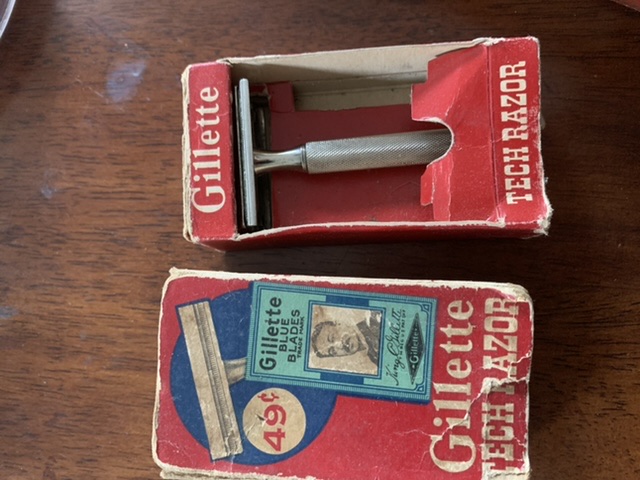 Gillette
TECH RAZOR
Gillette
BLUE
BLADES
TRADE MARK
King C Gillette
Gillette
49¢
Gillette
TECH RAZOR